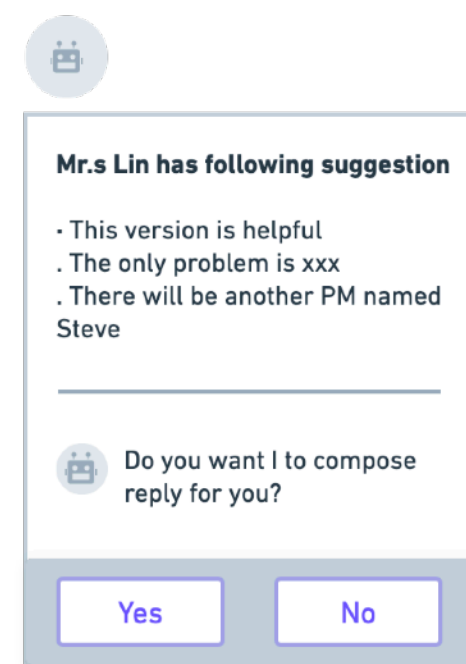 Mr.s Lin has following suggestion
· This version is helpful
. The only problem is xxx
. There will be another PM named
Steve
Do you want I to compose
reply for you?
Yes
No